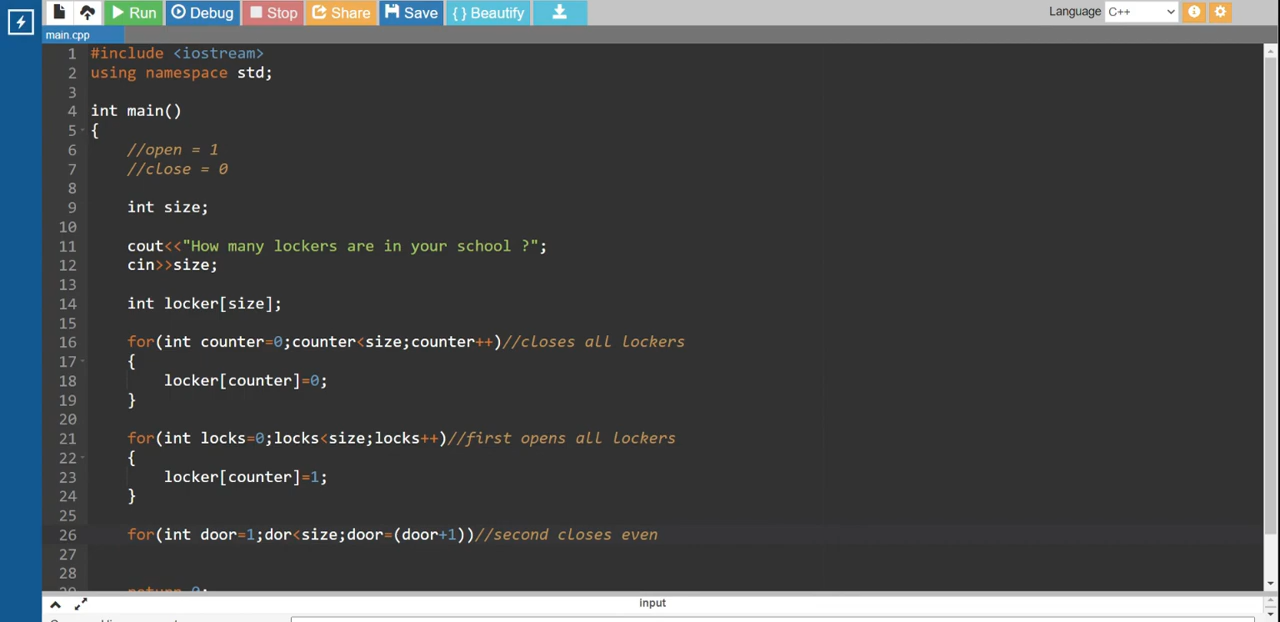 Run Debug Stop Share Save { } Beautify Language C++
main.cpp
1 #include <iostream>
2 using namespace std;
3
4 int main()
5 {
6 //open = 1
7 //close = 0
8
9 int size;
10
11 cout<<"How many lockers are in your school ?";
12 cin>>size;
13
14 int locker[size];
15
16 for(int counter=0;counter<size;counter++)//closes all lockers
17 {
18 locker[counter]=0;
19 }
20
21 for(int locks=0;locks<size;locks++)//first opens all lockers
22 {
23 locker[counter]=1;
24 }
25
26 for(int door=1;dor<size;door=(door+1))//second closes even
27
28
29 return 0;
input